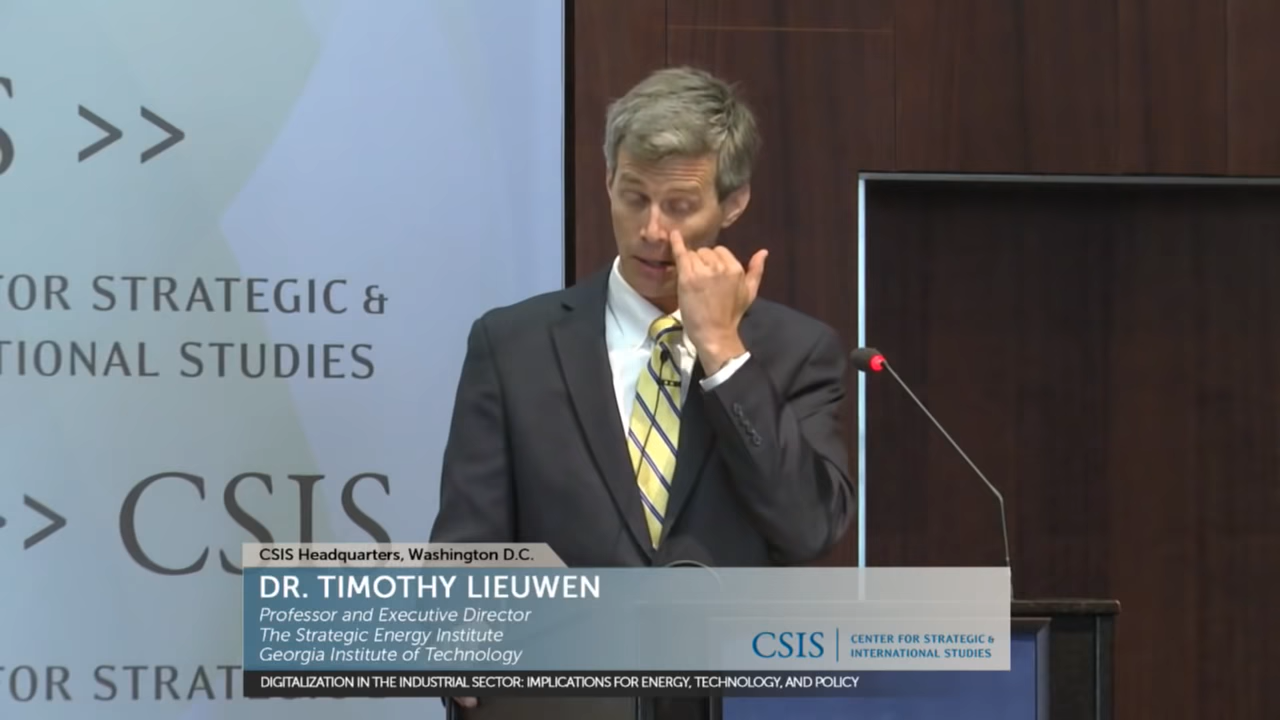 S >>
FOR STRATEGIC &
TIONAL STUDIES
>> CSIS
FOR STRAT
CSIS Headquarters, Washington D.C.
DR. TIMOTHY LIEUWEN
Professor and Executive Director
The Strategic Energy Institute
Georgia Institute of Technology
CSIS
CENTER FOR STRATEGIC &
INTERNATIONAL STUDIES
DIGITALIZATION IN THE INDUSTRIAL SECTOR: IMPLICATIONS FOR ENERGY, TECHNOLOGY, AND POLICY